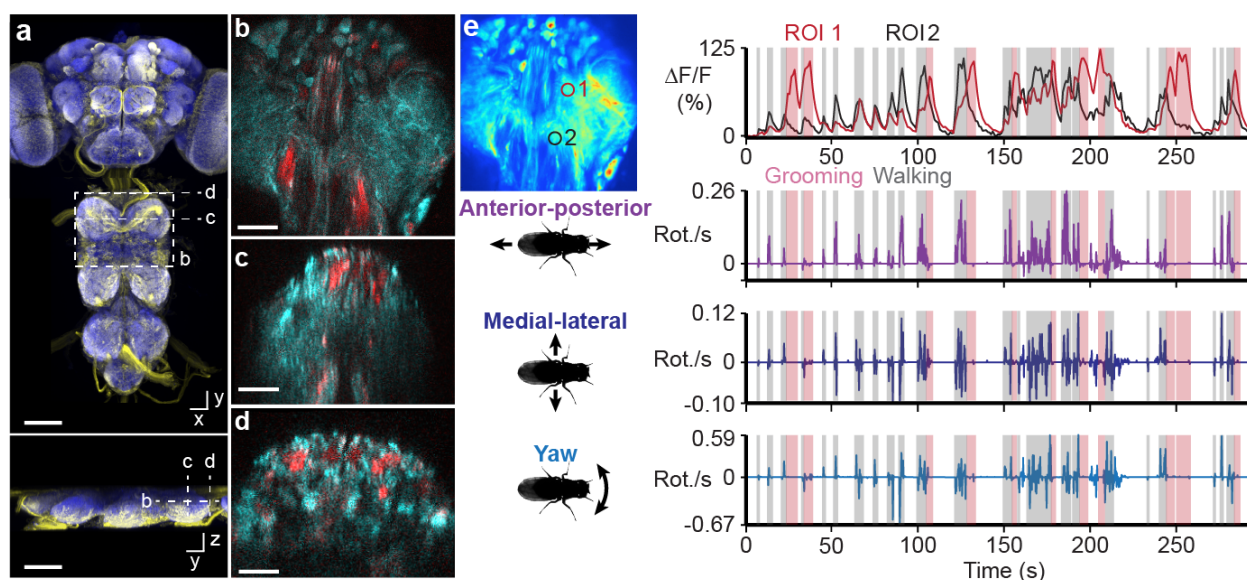 a
d
c
b
y
x
c
d
b
z
y
b
c
d
e
1
2
Anterior-posterior
Medial-lateral
Yaw
ROI 1 ROI2
125
ΔF/F
(%)
0
0 50 100 150 200 250
Grooming Walking
0.26
Rot./s
0
0.12
Rot./s
0
-0.10
0.59
Rot./s
0
-0.67
0 50 100 150 200 250
Time (s)